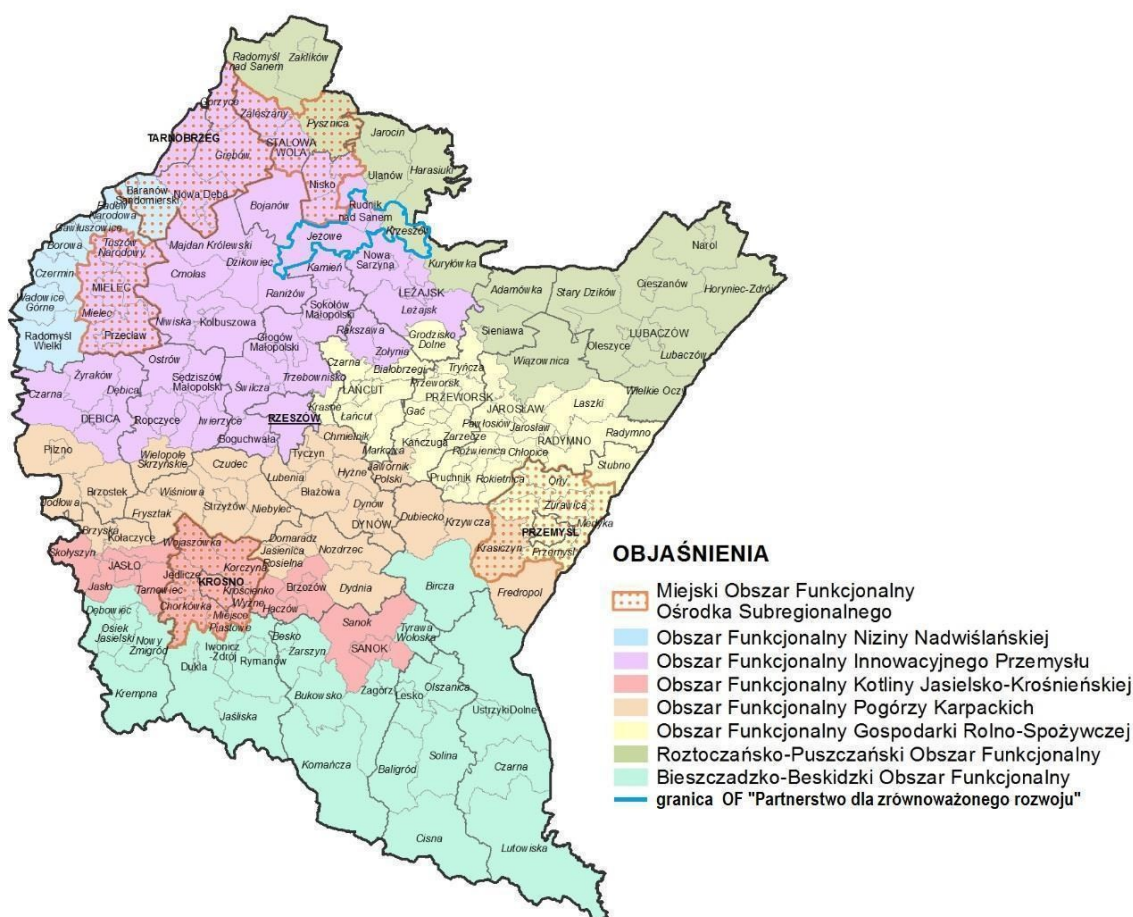 Radomyśl
nad Sanem
Zaklików
Gorzyce
Zaleszany
Pysznica
TARNOBRZEG
STALOWA
WOLA
Jarocin
Grębów
Ulanów
Harasiuki
Nisko
Baranów
Sandomierski
Nowa Dęba
Padew
Narodowa
Bojanów
Rudnik
nad Sanem
Gawłuszowice
Krzeszów
Jeżowe
Borowa
Tuszów
Narodowy
Majdan Królewski
Narol
Dzikowiec
Kamień
Nowa
Sarzyna
Kuryłówka
Czermin
Cmolas
Cieszanów
MIELEC
Raniżów
LEŻAJSK
Adamówka
Stary Dzików
Horyniec-Zdrój
Wadowice
Górne
Mielec
Niwiska
Kolbuszowa
Sokołów
Małopolski
Leżajsk
Radomyśl
Wielki
Przecław
Głogów
Małopolski
Rakszawa
Grodzisko
Dolne
Sieniawa
LUBACZÓW
Oleszyce
Żołynia
Lubaczów
Ostrów
Czarna
Białobrzegi
Tryńcza
Wiązownica
Żyraków
Sędziszów
Małopolski
Świlcza
Trzebownisko
Przeworsk
Wielkie Oczy
Czarna
Dębica
ŁAŃCUT
PRZEWORSK
Krasne
JAROSŁAW
Laszki
DĘBICA
Ropczyce
Iwierzyce
RZESZÓW
Łańcut
Gać
Pawłosiów
Jarosław
Boguchwała
Chmielnik
Kańczuga
Zarzecze
RADYMNO
Radymno
Pilzno
Wielopole
Skrzyńskie
Czudec
Tyczyn
Markowa
Roźwienica
Chłopice
Lubenia
Hyżne
Jawornik
Polski
Pruchnik
Rokietnica
Stubno
Jodłowa
Brzostek
Wiśniowa
Błażowa
Orły
Strzyżów
Niebylec
Dynów
DYNÓW
Dubiecko
Krzywcza
Żurawica
Frysztak
Brzyska
Kołaczyce
Wojaszówka
Domaradz
Medyka
PRZEMYŚL
Krasiczyn
Przemyśl
Skołyszyn
JASŁO
Jasienica
Rosielna
Nozdrzec
Jedlicze
Korczyna
KROSNO
Jasło
Tarnowiec
Krościenko
Wyżne
Brzozów
Dydnia
Bircza
Fredropol
Chorkówka
Haczów
Dębowiec
Miejsce
Piastowe
Sanok
Tyrawa
Wołoska
Osiek
Jasielski
Nowy
Żmigród
Besko
SANOK
Iwonicz
-Zdrój
Zarszyn
Dukla
Rymanów
Krempna
Bukowsko
Zagórz
Lesko
Olszanica
Ustrzyki Dolne
Jaśliska
Komańcza
Baligród
Solina
Czarna
Cisna
Lutowiska
OBJAŚNIENIA
Miejski Obszar Funkcjonalny
Ośrodka Subregionalnego
Obszar Funkcjonalny Niziny Nadwiślańskiej
Obszar Funkcjonalny Innowacyjnego Przemysłu
Obszar Funkcjonalny Kotliny Jasielsko-Krośnieńskiej
Obszar Funkcjonalny Pogórzy Karpackich
Obszar Funkcjonalny Gospodarki Rolno-Spożywczej
Roztoczańsko-Puszczański Obszar Funkcjonalny
Bieszczadzko-Beskidzki Obszar Funkcjonalny
granica OF "Partnerstwo dla zrównoważonego rozwoju"